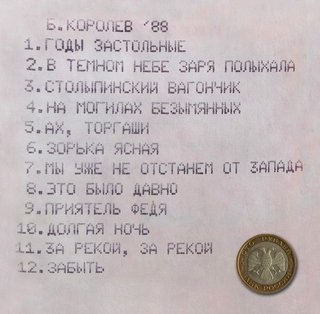 Б.КОРОЛЕВ '88
1.ГОДЫ ЗАСТОЛЬНЫЕ
2.В ТЕМНОМ НЕБЕ ЗАРЯ ПОЛЫХАЛА
3.СТОЛЫПИНСКИЙ ВАГОНЧИК
4.НА МОГИЛАХ БЕЗЫМЯННЫХ
5.АХ, ТОРГАШИ
6.ЗОРЬКА ЯСНАЯ
7.МЫ УЖЕ НЕ ОТСТАНЕМ ОТ ЗАПАДА
8.ЭТО БЫЛО ДАВНО
9.ПРИЯТЕЛЬ ФЕДЯ
10.ДОЛГАЯ НОЧЬ
11.ЗА РЕКОЙ, ЗА РЕКОЙ
12.ЗАБЫТЬ